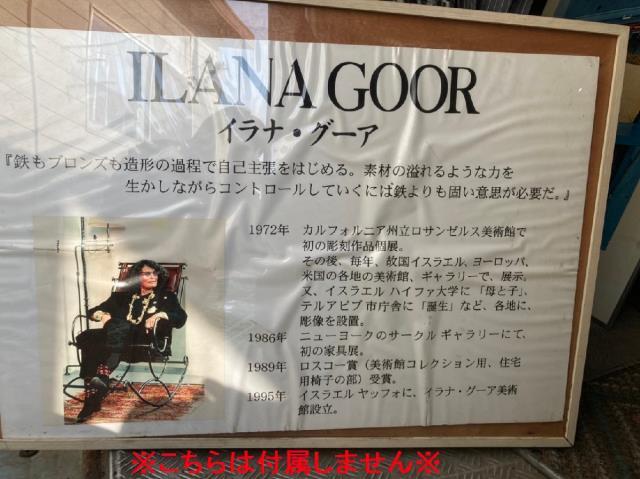 ILANA GOOR
イラナ・グーア
『鉄もブロンズも造形の過程で自己主張をはじめる。素材の溢れるような力を
生かしながらコントロールしていくには鉄よりも固い意思が必要だ。』
1972年 カルフォルニア州立ロサンゼルス美術館で
初の彫刻作品個展。
その後、毎年、故国イスラエル、ヨーロッパ、
米国の各地の美術館、ギャラリーで、展示。
又、イスラエル ハイファ大学に「母と子」、
テルアビブ 市庁舎に「誕生」など、各地に、
彫像を設置。
1986年 ニューヨークのサークル ギャラリーにて、
初の家具展。
1989年 ロスコー賞（美術館コレクション用、住宅
用椅子の部）受賞。
1995年 イスラエル ヤッフォに、イラナ・グーア美術
館設立。
※こちらは付属しません※